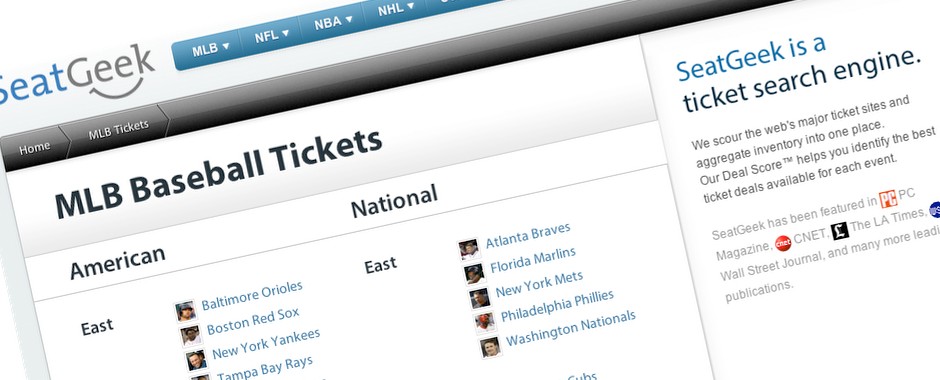 SeatGeek
MLB ▾ NFL ▾ NBA ▾ NHL ▾
Home MLB Tickets
MLB Baseball Tickets
American
East
Baltimore Orioles
Boston Red Sox
New York Yankees
Tampa Bay Rays
National
East
Atlanta Braves
Florida Marlins
New York Mets
Philadelphia Phillies
Washington Nationals
Cubs
SeatGeek is a
ticket search engine.
We scour the web's major ticket sites and
aggregate inventory into one place.
Our Deal Score™ helps you identify the best
ticket deals available for each event.
SeatGeek has been featured in PC PC
Magazine, cnet CNET, L The LA Times,
Wall Street Journal, and many more leadi
publications.